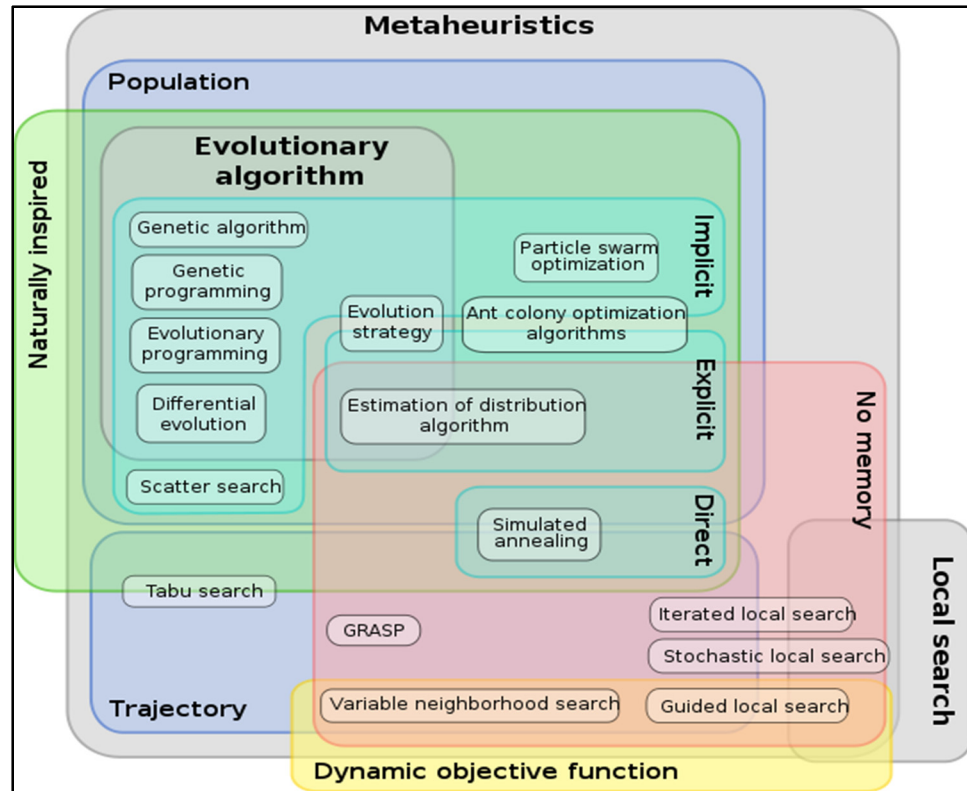 Metaheuristics
Population
Naturally inspired
Evolutionary
algorithm
Implicit
Genetic algorithm
Particle swarm
optimization
Genetic
programming
Evolution
strategy
Ant colony optimization
algorithms
Evolutionary
programming
Explicit
No memory
Differential
evolution
Estimation of distribution
algorithm
Scatter search
Direct
Simulated
annealing
Local search
Tabu search
Iterated local search
GRASP
Stochastic local search
Trajectory
Variable neighborhood search
Guided local search
Dynamic objective function